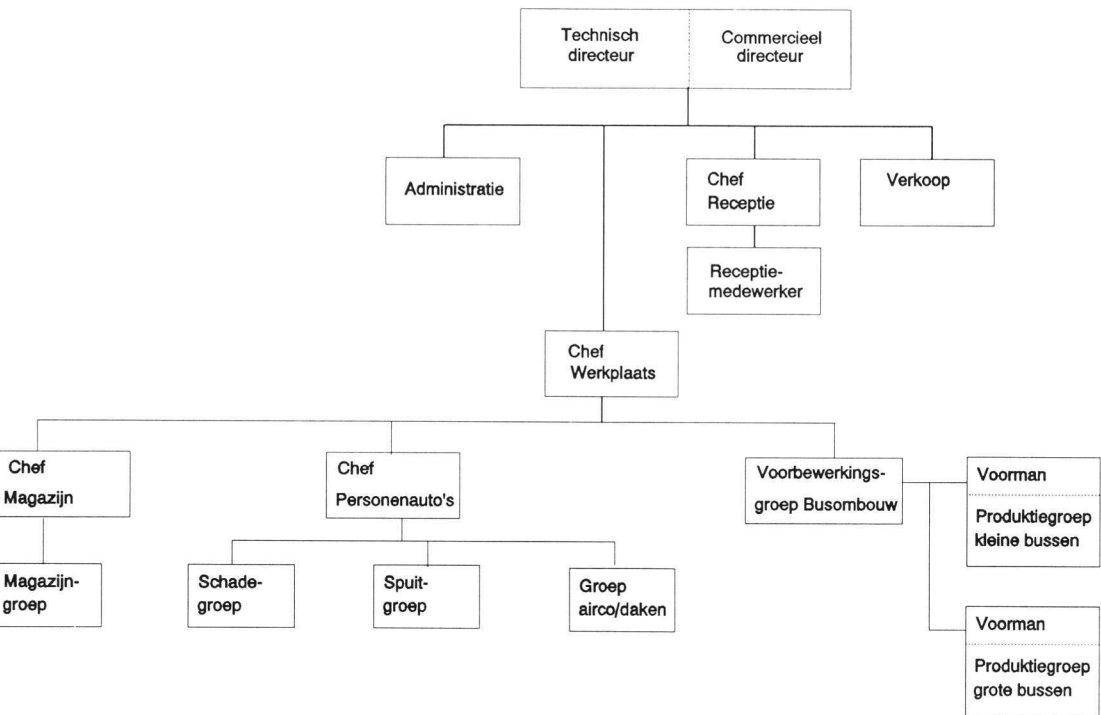 Technisch
directeur
Commercieel
directeur
Administratie
Chef
Receptie
Verkoop
Receptie-
medewerker
Chef
Werkplaats
Chef
Magazijn
Chef
Personenauto's
Voorbewerkings-
groep Busombouw
Voorman
Produktiegroep
kleine bussen
Magazijn-
groep
Schade-
groep
Spuit-
groep
Groep
airco/daken
Voorman
Produktiegroep
grote bussen